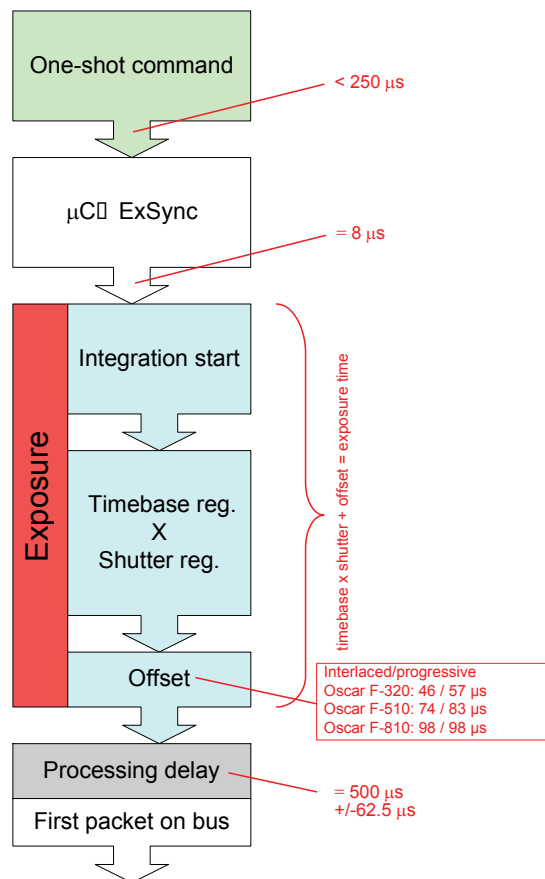 One-shot command
< 250 μs
μC▯ ExSync
= 8 μs
Exposure
Integration start
Timebase reg.
X
Shutter reg.
Offset
timebase x shutter + offset = exposure time
Interlaced/progressive
Oscar F-320: 46 / 57 μs
Oscar F-510: 74 / 83 μs
Oscar F-810: 98 / 98 μs
Processing delay
= 500 μs
+/-62.5 μs
First packet on bus